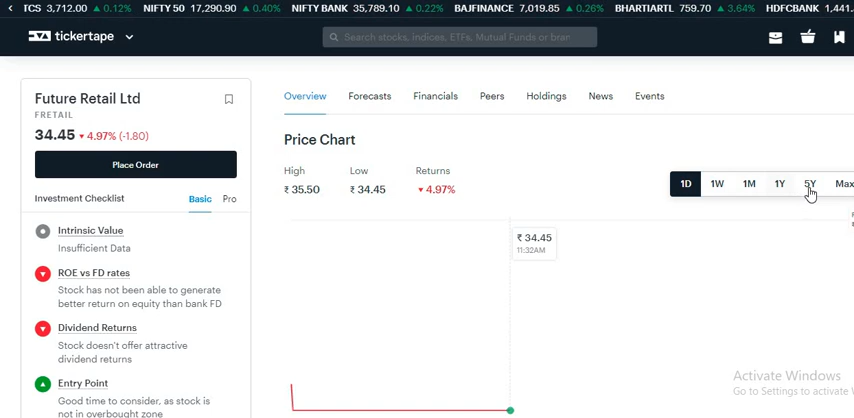 TCS 3,712.00 ▲ 0.12% NIFTY 50 17,290.90 ▲ 0.40% NIFTY BANK 35,789.10 ▲ 0.22% BAJFINANCE 7,019.85 ▲ 0.26% BHARTIARTL 759.70 ▲ 3.64% HDFCBANK 1,441.
tickertape
Search stocks, indices, ETFs, Mutual Funds or bran
Future Retail Ltd
FRETAIL
34.45 ▼ 4.97% (-1.80)
Place Order
Investment Checklist Basic Pro
Intrinsic Value
Insufficient Data
ROE vs FD rates
Stock has not been able to generate
better return on equity than bank FD
Dividend Returns
Stock doesn't offer attractive
dividend returns
Entry Point
Good time to consider, as stock is
not in overbought zone
Overview Forecasts Financials Peers Holdings News Events
Price Chart
High Low Returns
₹ 35.50 ₹ 34.45 ▼ 4.97%
1D 1W 1M 1Y 5Y Max
₹ 34.45
11:32AM
Activate Windows
Go to Settings to activate W